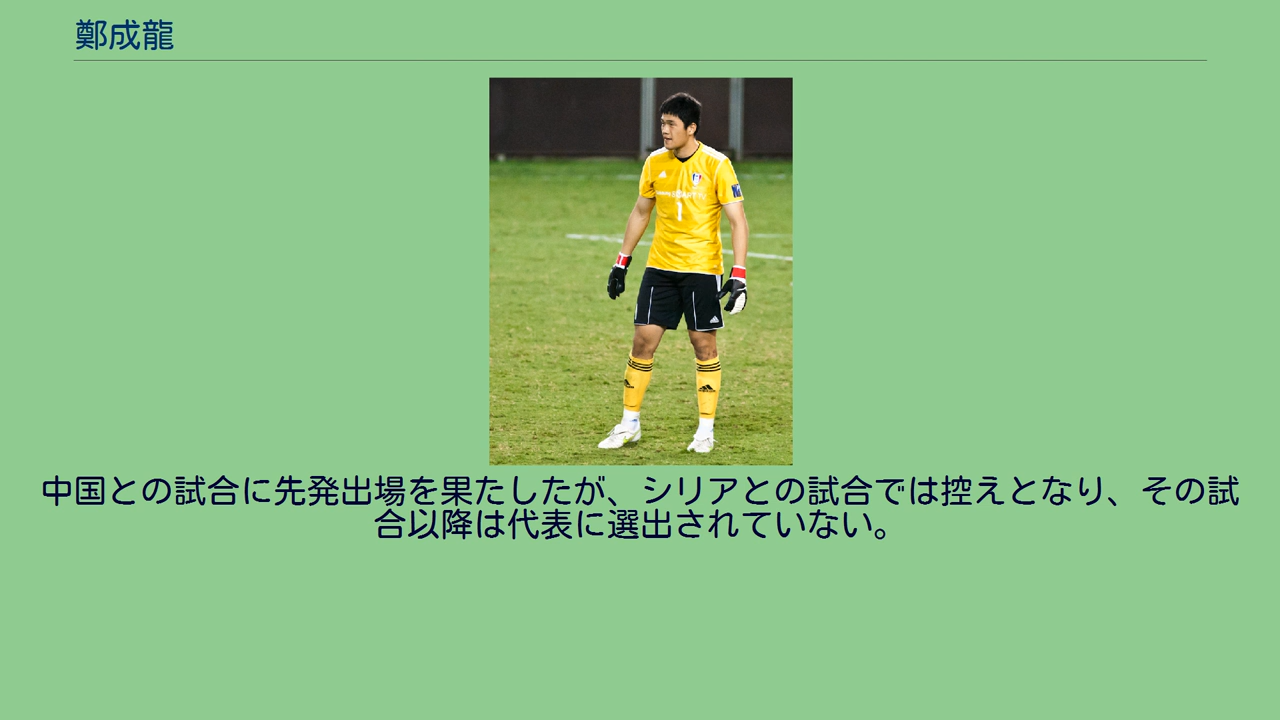 鄭成龍
1
中国との試合に先発出場を果たしたが、シリアとの試合では控えとなり、その試
合以降は代表に選出されていない。